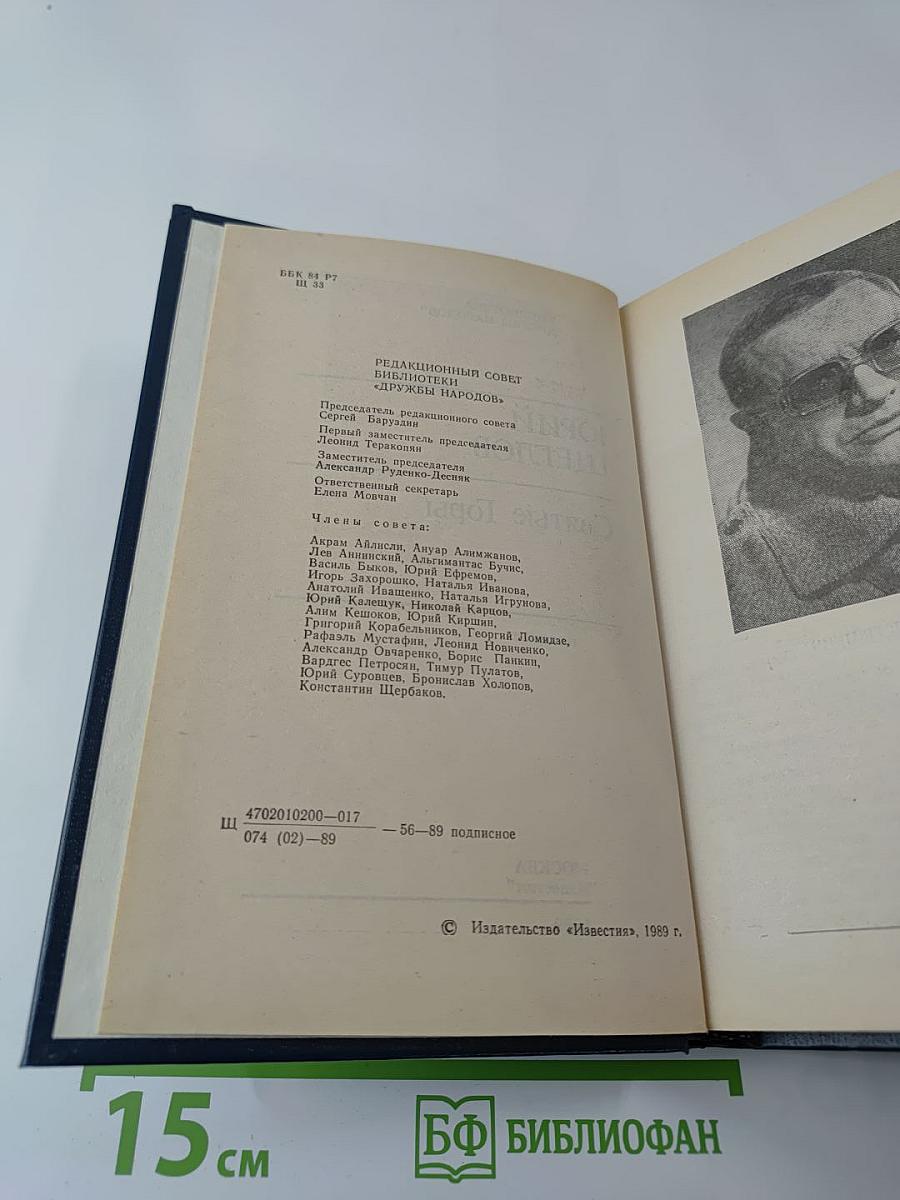 ББК 84 Р7
Щ 33
РЕДАКЦИОННЫЙ СОВЕТ
БИБЛИОТЕКИ
«ДРУЖБЫ НАРОДОВ»
Председатель редакционного совета
Сергей Баруздин
Первый заместитель председателя
Леонид Теракопян
Заместитель председателя
Александр Руденко-Десняк
Ответственный секретарь
Елена Мовчан
Члены совета:
Акрам Айлисли, Ануар Алимжанов,
Лев Аннинский, Альгимантас Бучис,
Василь Быков, Юрий Ефремов,
Игорь Захорошко, Наталья Иванова,
Анатолий Иващенко, Наталья Игрунова,
Юрий Калещук, Николай Карцов,
Алим Кешоков, Юрий Киршин,
Григорий Корабельников, Георгий Ломидзе,
Рафаэль Мустафин, Леонид Новиченко,
Александр Овчаренко, Борис Панкин,
Вардгес Петросян, Тимур Пулатов,
Юрий Суровцев, Бронислав Холопов,
Константин Щербаков.
Щ 4702010200—017
074 (02)—89 —56—89 подписное
© Издательство «Известия», 1989 г.
15 см
БФ БИБЛИОФАН